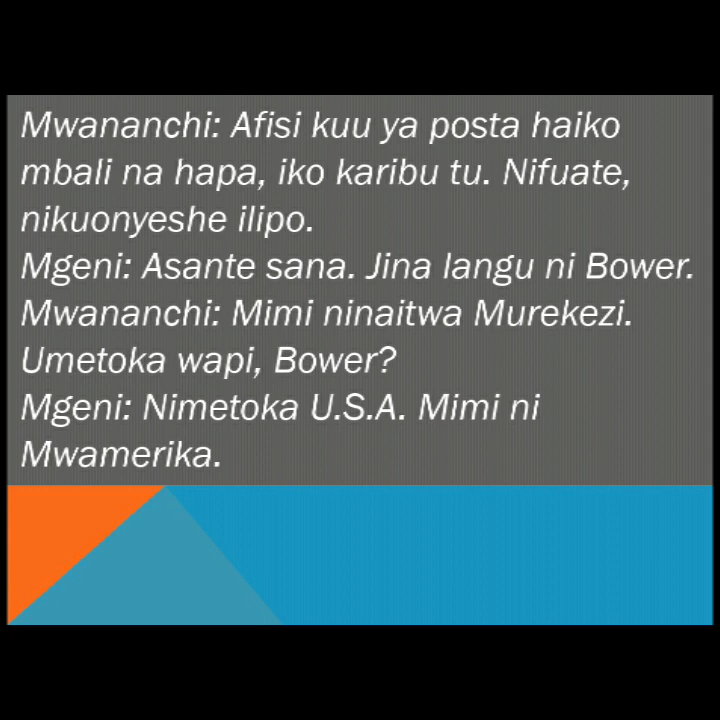 Mwananchi: Afisi kuu ya posta haiko
mbali na hapa, iko karibu tu. Nifuate,
nikuonyeshe ilipo.
Mgeni: Asante sana. Jina langu ni Bower.
Mwananchi: Mimi ninaitwa Murekezi.
Umetoka wapi, Bower?
Mgeni: Nimetoka U.S.A. Mimi ni
Mwamerika.